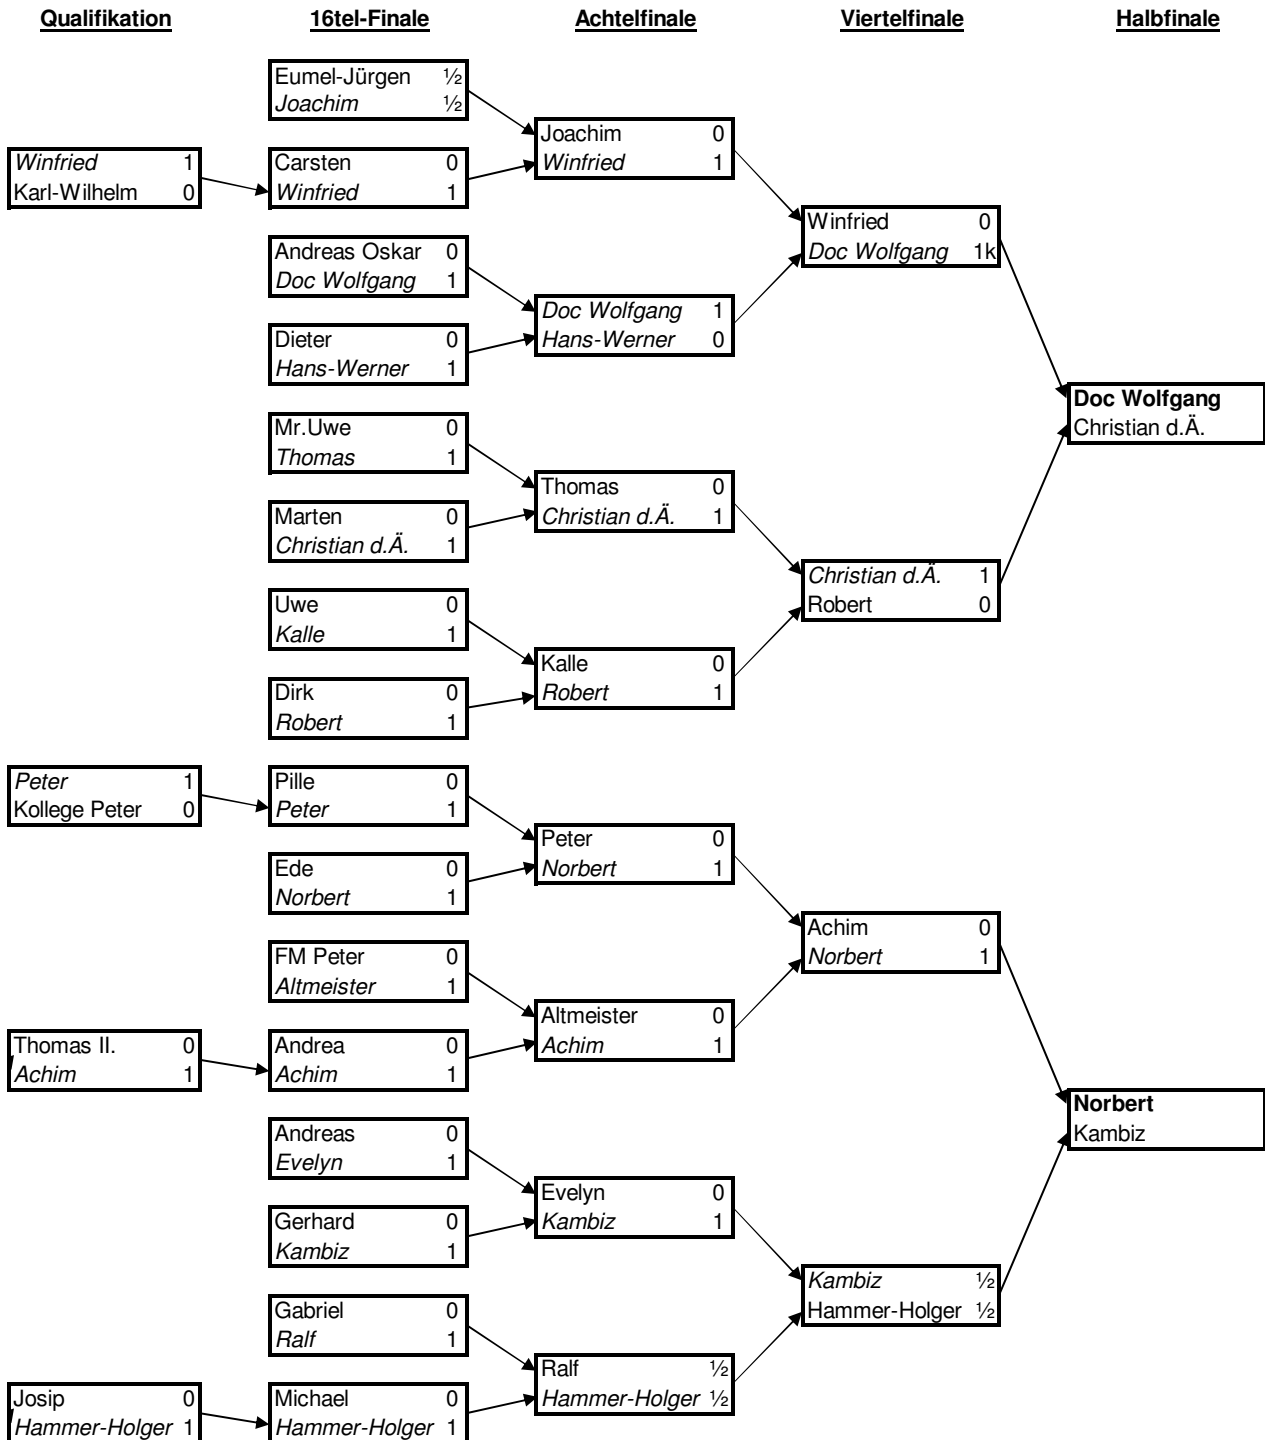 Qualifikation 16tel-Finale Achtelfinale Viertelfinale Halbfinale
Eumel-Jürgen ½
Joachim ½
Joachim 0
Winfried 1
Winfried 1
Karl-Wilhelm 0
Carsten 0
Winfried 1
Winfried 0
Doc Wolfgang 1k
Andreas Oskar 0
Doc Wolfgang 1
Doc Wolfgang 1
Hans-Werner 0
Dieter 0
Hans-Werner 1
Doc Wolfgang
Christian d.Ä.
Mr.Uwe 0
Thomas 1
Thomas 0
Christian d.Ä. 1
Marten 0
Christian d.Ä. 1
Christian d.Ä. 1
Robert 0
Uwe 0
Kalle 1
Kalle 0
Robert 1
Dirk 0
Robert 1
Peter 1
Kollege Peter 0
Pille 0
Peter 1
Peter 0
Norbert 1
Ede 0
Norbert 1
Achim 0
Norbert 1
FM Peter 0
Altmeister 1
Altmeister 0
Achim 1
Thomas II. 0
Achim 1
Andrea 0
Achim 1
Norbert
Kambiz
Andreas 0
Evelyn 1
Evelyn 0
Kambiz 1
Gerhard 0
Kambiz 1
Kambiz ½
Hammer-Holger ½
Gabriel 0
Ralf 1
Ralf ½
Hammer-Holger ½
Josip 0
Hammer-Holger 1
Michael 0
Hammer-Holger 1